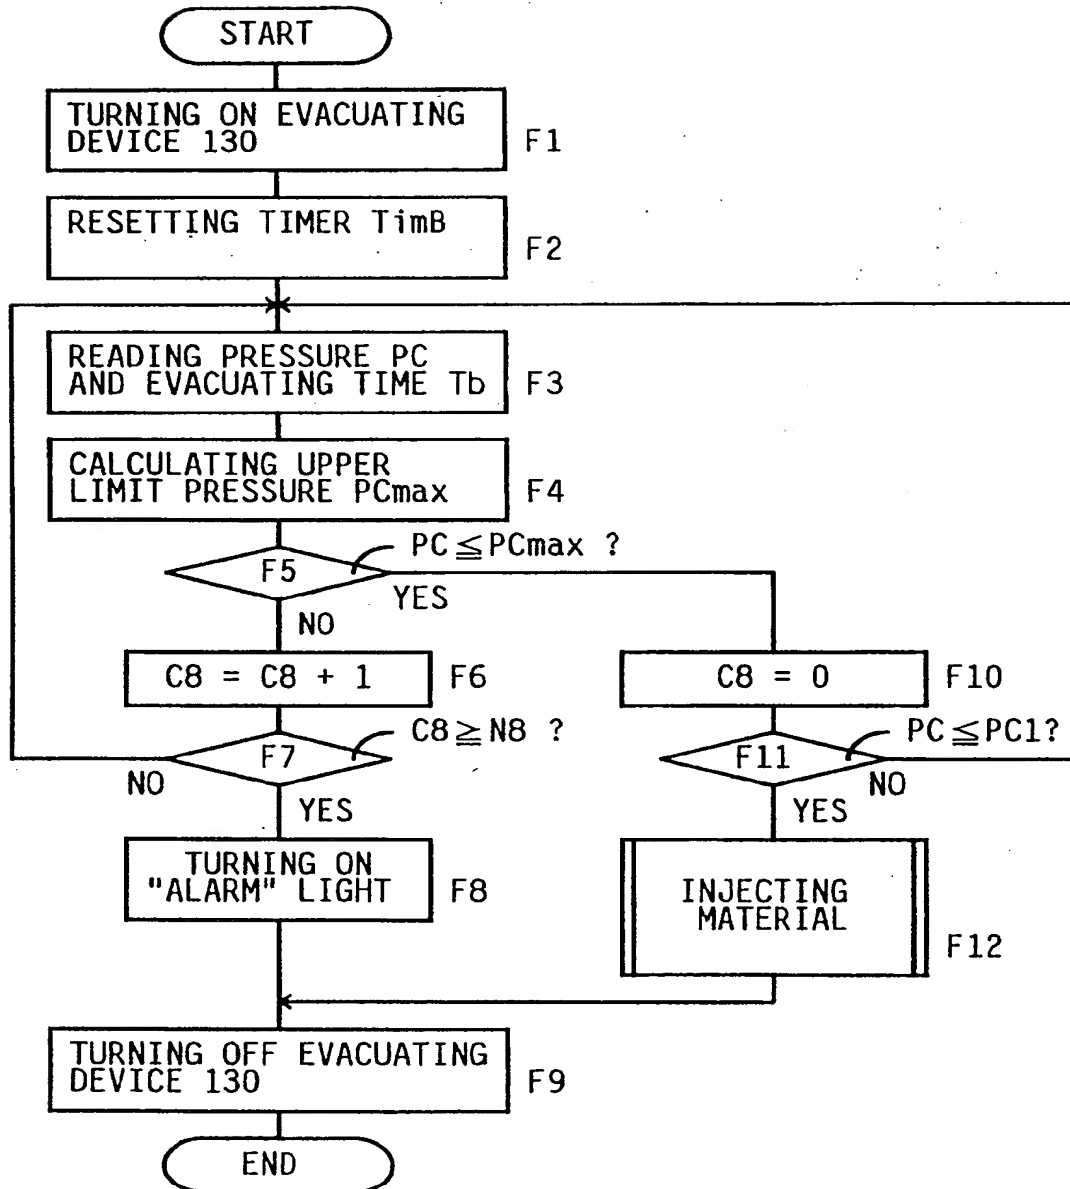 START
TURNING ON EVACUATING
DEVICE 130
F1
RESETTING TIMER TimB
F2
READING PRESSURE PC
AND EVACUATING TIME Tb
F3
CALCULATING UPPER
LIMIT PRESSURE PCmax
F4
PC≦PCmax ?
F5
YES
NO
C8 = C8 + 1
F6
C8 = 0
F10
C8≧N8 ?
PC≦PC1?
F7
F11
NO
NO
YES
YES
TURNING ON
"ALARM" LIGHT
F8
INJECTING
MATERIAL
F12
TURNING OFF EVACUATING
DEVICE 130
F9
END